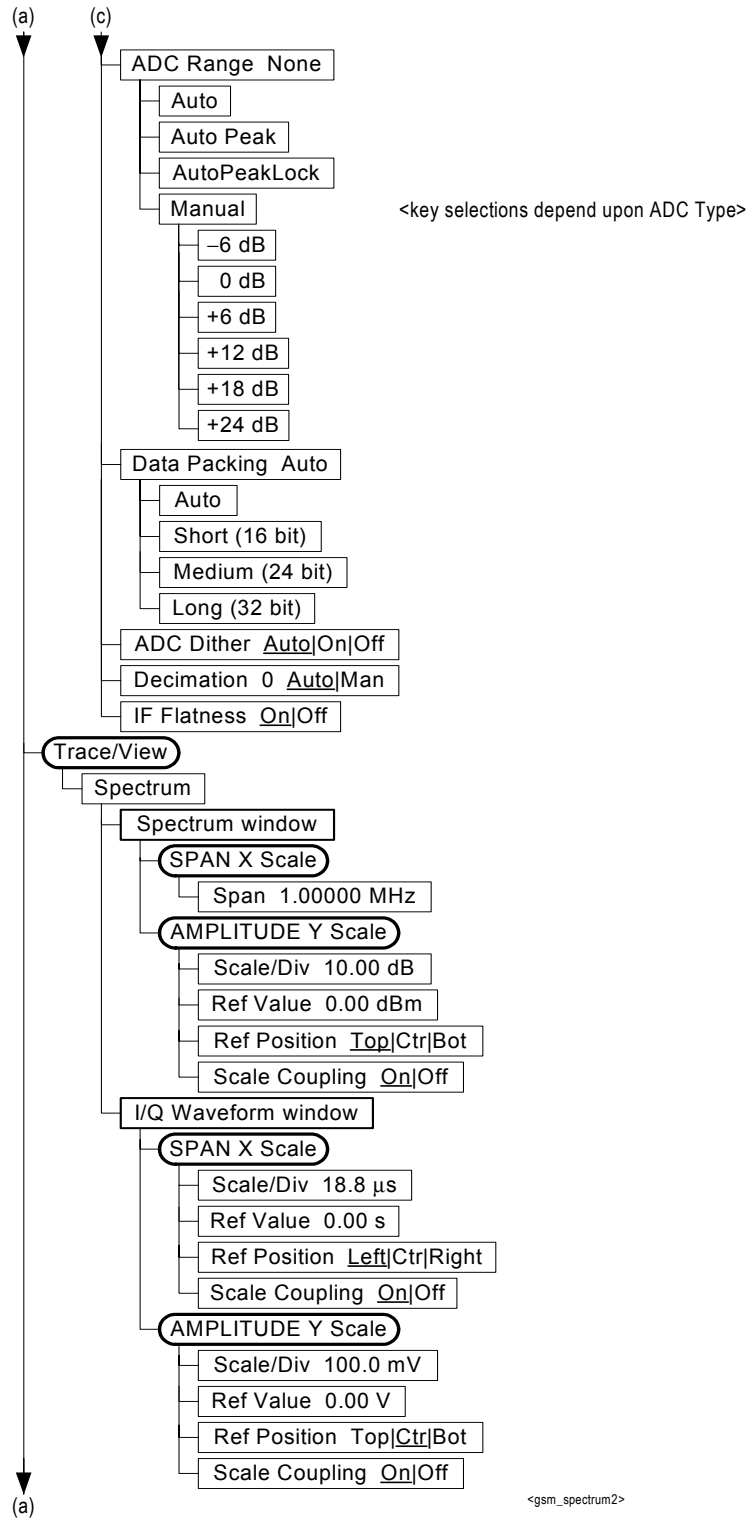 (a) (c)
ADC Range None
Auto
Auto Peak
AutoPeakLock
Manual <key selections depend upon ADC Type>
–6 dB
0 dB
+6 dB
+12 dB
+18 dB
+24 dB
Data Packing Auto
Auto
Short (16 bit)
Medium (24 bit)
Long (32 bit)
ADC Dither Auto|On|Off
Decimation 0 Auto|Man
IF Flatness On|Off
Trace/View
Spectrum
Spectrum window
SPAN X Scale
Span 1.00000 MHz
AMPLITUDE Y Scale
Scale/Div 10.00 dB
Ref Value 0.00 dBm
Ref Position Top|Ctr|Bot
Scale Coupling On|Off
I/Q Waveform window
SPAN X Scale
Scale/Div 18.8 μs
Ref Value 0.00 s
Ref Position Left|Ctr|Right
Scale Coupling On|Off
AMPLITUDE Y Scale
Scale/Div 100.0 mV
Ref Value 0.00 V
Ref Position Top|Ctr|Bot
Scale Coupling On|Off
(a) <gsm_spectrum2>